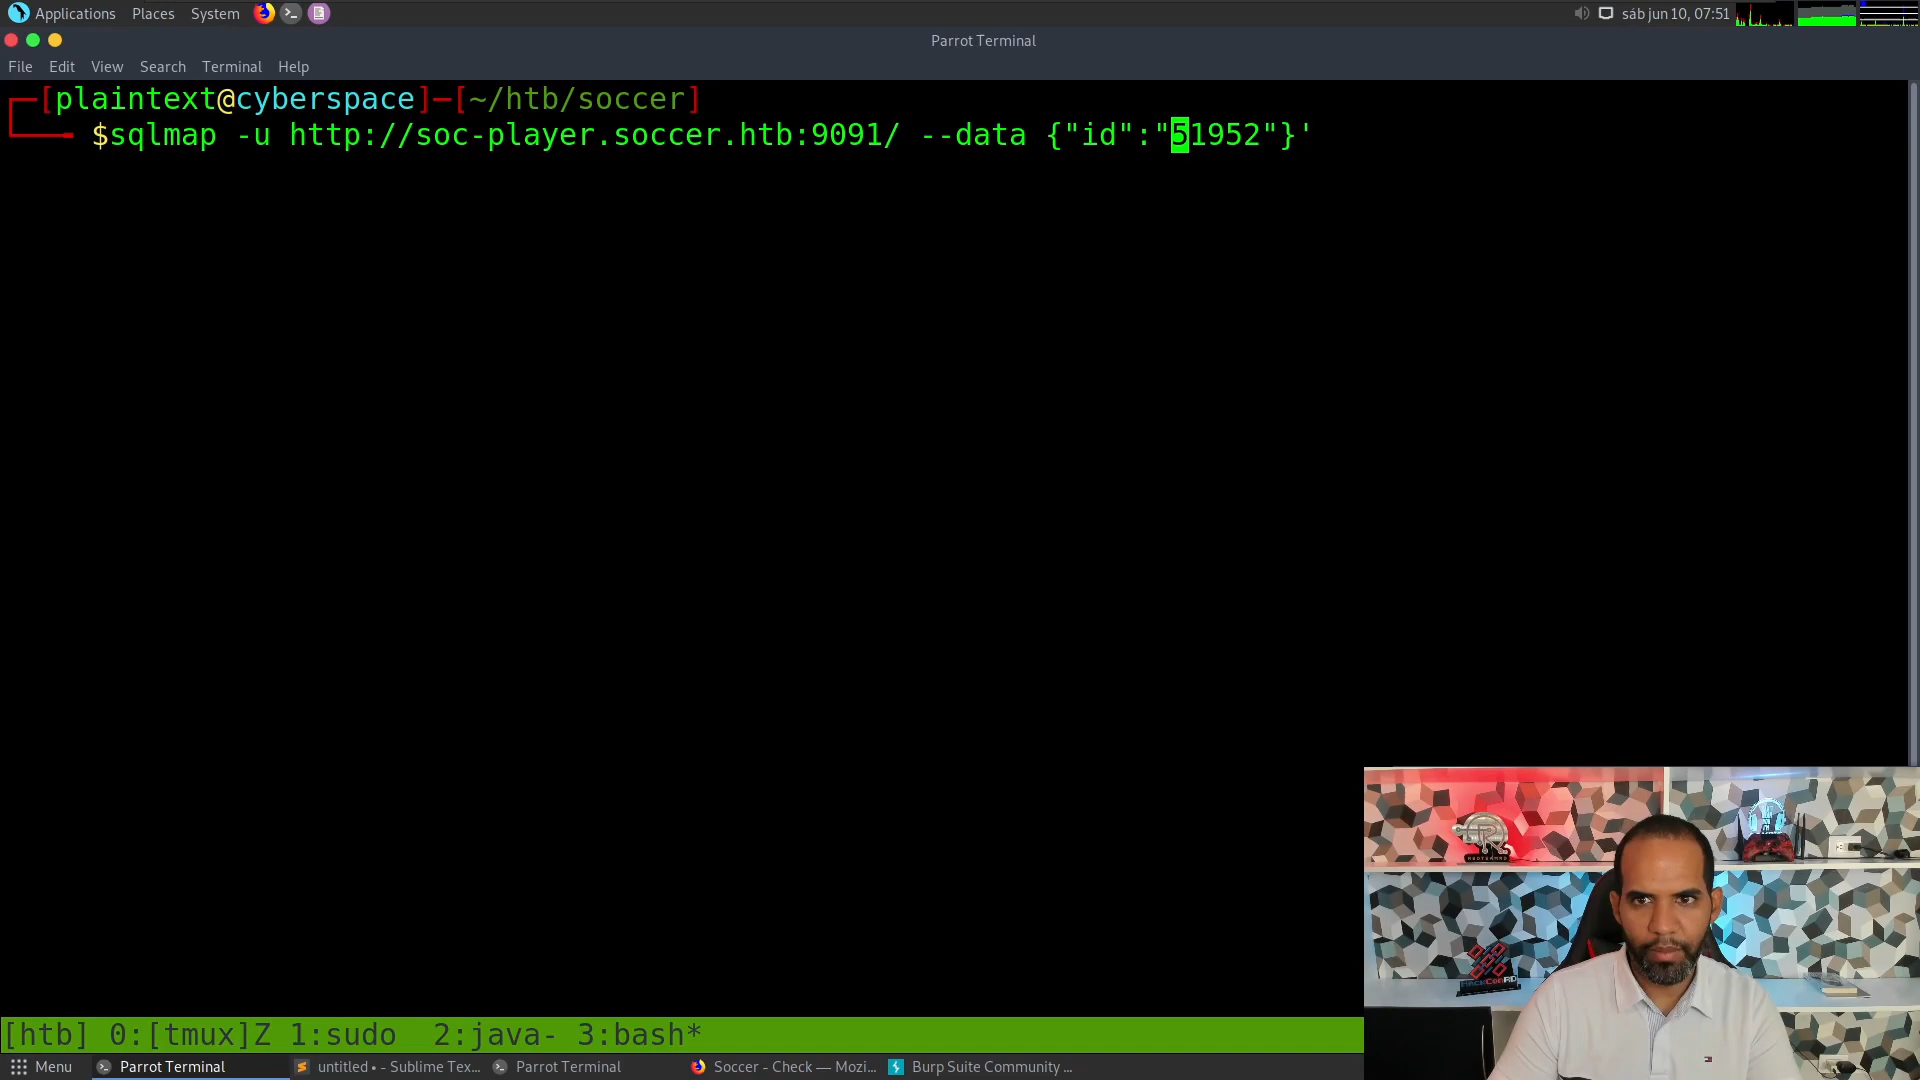 Applications Places System
sáb jun 10, 07:51
Parrot Terminal
File Edit View Search Terminal Help
[plaintext@cyberspace]─[~/htb/soccer]
$sqlmap -u http://soc-player.soccer.htb:9091/ --data {"id":"51952"}'
R
HACKCONRD
[htb] 0:[tmux]Z 1:sudo  2:java- 3:bash*
Menu Parrot Terminal untitled • - Sublime Tex... Parrot Terminal Soccer - Check — Mozi... Burp Suite Community ...